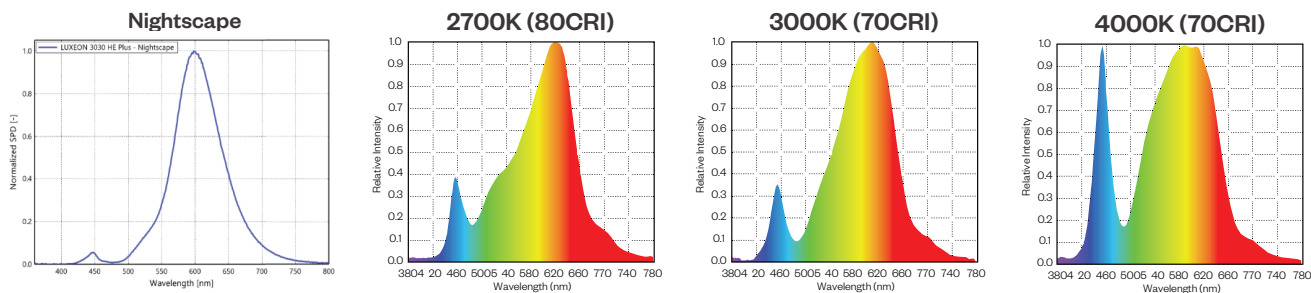 Nightscape
LUXEON 3030 HE Plus - Nightscape
1.0
0.8
0.6
0.4
0.2
0.0
Normalized SPD [-]
400 450 500 550 600 650 700 750 800
Wavelength [nm]
2700K (80CRI)
1.0
0.9
0.8
0.7
0.6
0.5
0.4
0.3
0.2
0.1
Relative Intensity
3804 20 460 5005 40 580 620 660 700 740 780
Wavelength (nm)
3000K (70CRI)
1.0
0.9
0.8
0.7
0.6
0.5
0.4
0.3
0.2
0.1
Relative Intensity
3804 20 460 5005 40 580 620 660 700 740 780
Wavelength (nm)
4000K (70CRI)
1.0
0.9
0.8
0.7
0.6
0.5
0.4
0.3
0.2
0.1
0.0
Relative Intensity
3804 20 460 5005 40 580 620 660 700 740 780
Wavelength (nm)